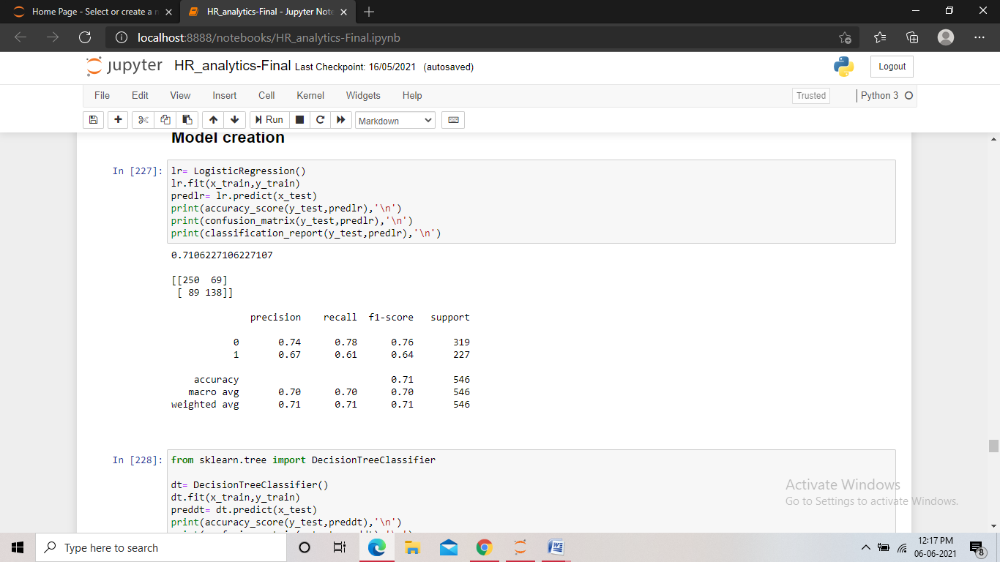 Home Page - Select or create a n
HR_analytics-Final - Jupyter Note
localhost:8888/notebooks/HR_analytics-Final.ipynb
jupyter HR_analytics-Final Last Checkpoint: 16/05/2021 (autosaved)
Logout
File Edit View Insert Cell Kernel Widgets Help
Trusted
Python 3
Run
Markdown
Model creation
In [227]: lr= LogisticRegression()
lr.fit(x_train,y_train)
predlr= lr.predict(x_test)
print(accuracy_score(y_test,predlr),'\n')
print(confusion_matrix(y_test,predlr),'\n')
print(classification_report(y_test,predlr),'\n')
0.7106227106227107
[[250 69]
[ 89 138]]
precision recall f1-score support
0 0.74 0.78 0.76 319
1 0.67 0.61 0.64 227
accuracy 0.71 546
macro avg 0.70 0.70 0.70 546
weighted avg 0.71 0.71 0.71 546
In [228]: from sklearn.tree import DecisionTreeClassifier
dt= DecisionTreeClassifier()
dt.fit(x_train,y_train)
preddt= dt.predict(x_test)
print(accuracy_score(y_test,preddt),'\n')
Activate Windows
Go to Settings to activate Windows.
Type here to search
12:17 PM
06-06-2021
8